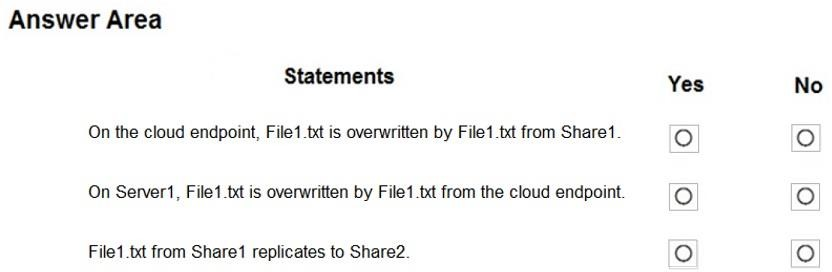 Answer Area
Statements Yes No
On the cloud endpoint, File1.txt is overwritten by File1.txt from Share1.
On Server1, File1.txt is overwritten by File1.txt from the cloud endpoint.
File1.txt from Share1 replicates to Share2.